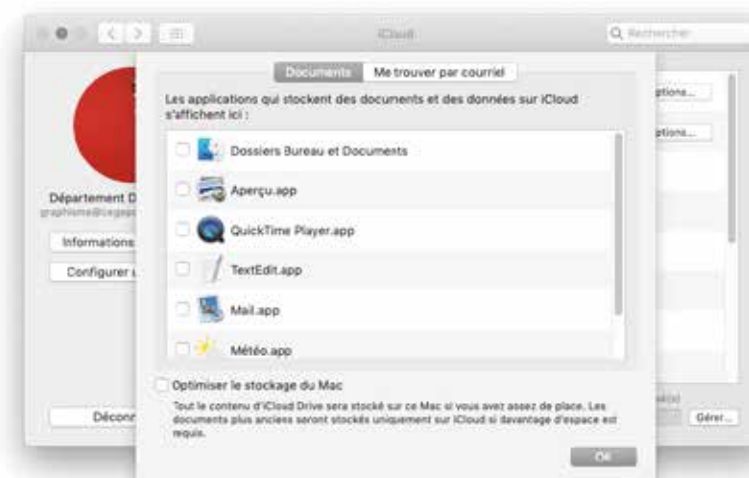 iCloud
Rechercher
Documents
Me trouver par courriel
Les applications qui stockent des documents et des données sur iCloud
s'affichent ici :
Dossiers Bureau et Documents
Aperçu.app
QuickTime Player.app
TextEdit.app
Mail.app
Météo.app
Optimiser le stockage du Mac
Tout le contenu d'iCloud Drive sera stocké sur ce Mac si vous avez assez de place. Les
documents plus anciens seront stockés uniquement sur iCloud si davantage d'espace est
requis.
OK
Département D
Informations
Configurer
Déconn
ptions...
ptions...
Gérer...